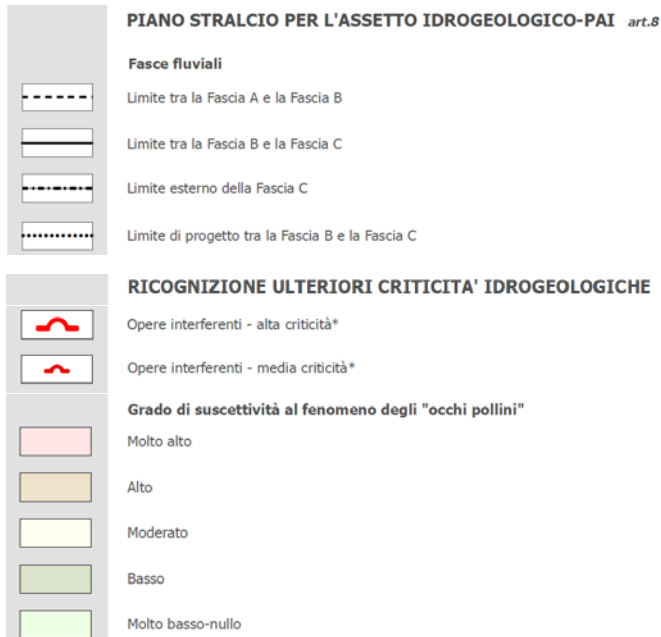 PIANO STRALCIO PER L'ASSETTO IDROGEOLOGICO-PAI art.8
Fasce fluviali
Limite tra la Fascia A e la Fascia B
Limite tra la Fascia B e la Fascia C
Limite esterno della Fascia C
Limite di progetto tra la Fascia B e la Fascia C
RICOGNIZIONE ULTERIORI CRITICITA' IDROGEOLOGICHE
Opere interferenti - alta criticità*
Opere interferenti - media criticità*
Grado di suscettività al fenomeno degli "occhi pollini"
Molto alto
Alto
Moderato
Basso
Molto basso-nullo